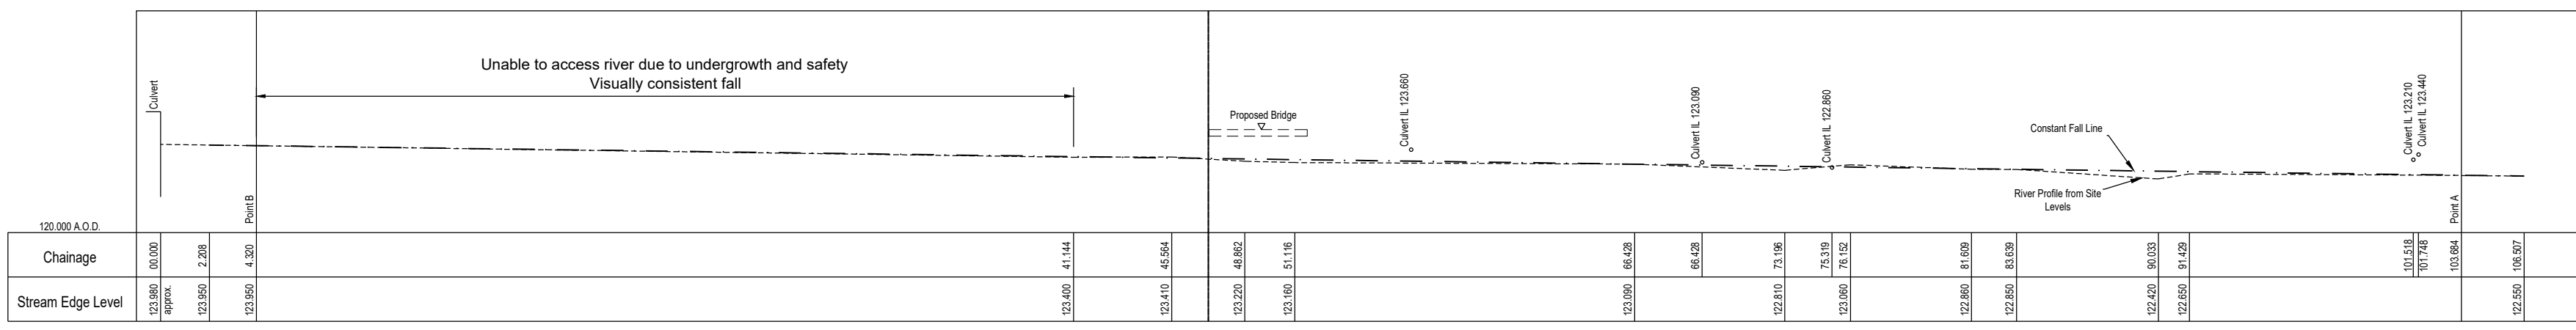 Unable to access river due to undergrowth and safety
Visually consistent fall
Culvert
Point B
Proposed Bridge
Culvert IL 123.660
Culvert IL 123.090
Culvert IL 122.860
Constant Fall Line
River Profile from Site
Levels
Culvert IL 123.210
Culvert IL 123.440
Point A
120.000 A.O.D.
Chainage
00.000
2.208
4.320
41.144
45.564
48.862
51.116
66.428
66.428
73.196
75.319
76.152
81.609
83.639
90.033
91.429
101.518
101.748
103.684
106.507
Stream Edge Level
123.980
approx.
123.950
123.950
123.400
123.410
123.220
123.160
123.090
122.810
123.060
122.860
122.850
122.420
122.650
122.550